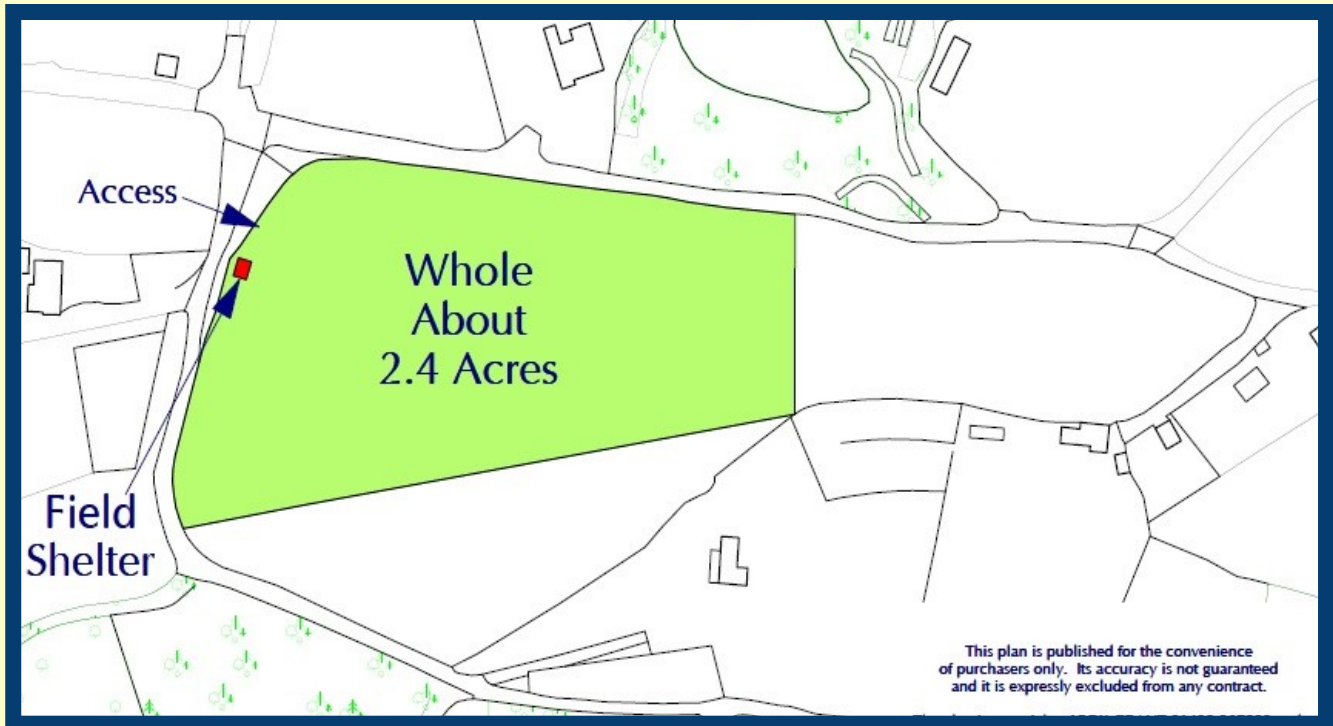 Access
Whole
About
2.4 Acres
Field
Shelter
This plan is published for the convenience
of purchasers only. Its accuracy is not guaranteed
and it is expressly excluded from any contract.